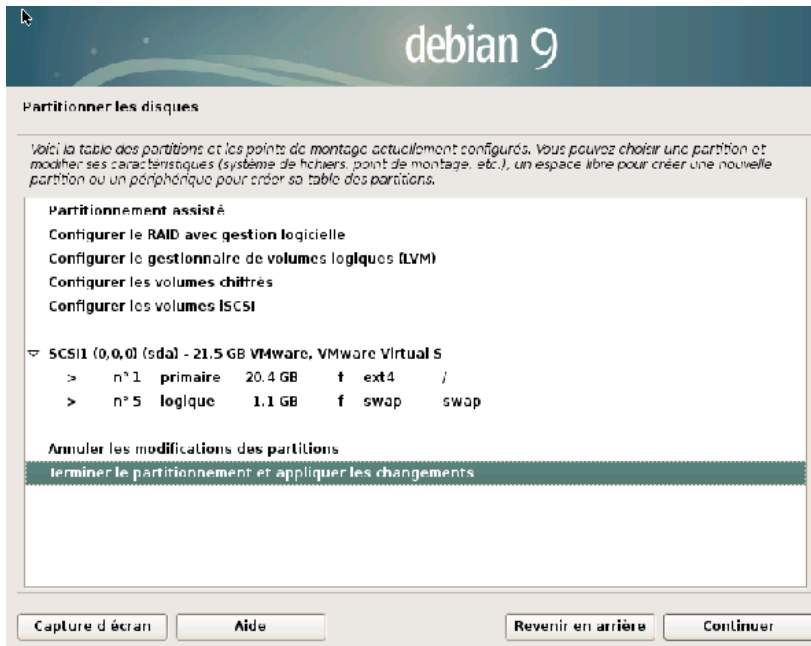 debian 9
Partitionner les disques
Voici la table des partitions et les points de montage actuellement configurés. Vous pouvez choisir une partition et
modifier ses caractéristiques (système de fichiers, point de montage, etc.), un espace libre pour créer une nouvelle
partition ou un périphérique pour créer sa table des partitions.
Partitionnement assisté
Configurer le RAID avec gestion logicielle
Configurer le gestionnaire de volumes logiques (LVM)
Configurer les volumes chiffrés
Configurer les volumes iSCSI
SCSI1 (0,0,0) (sda) - 21.5 GB VMware, VMware Virtual S
> n° 1 primaire 20.4 GB f ext4 /
> n° 5 logique 1.1 GB f swap swap
Annuler les modifications des partitions
Terminer le partitionnement et appliquer les changements
Capture d'écran Aide Revenir en arrière Continuer